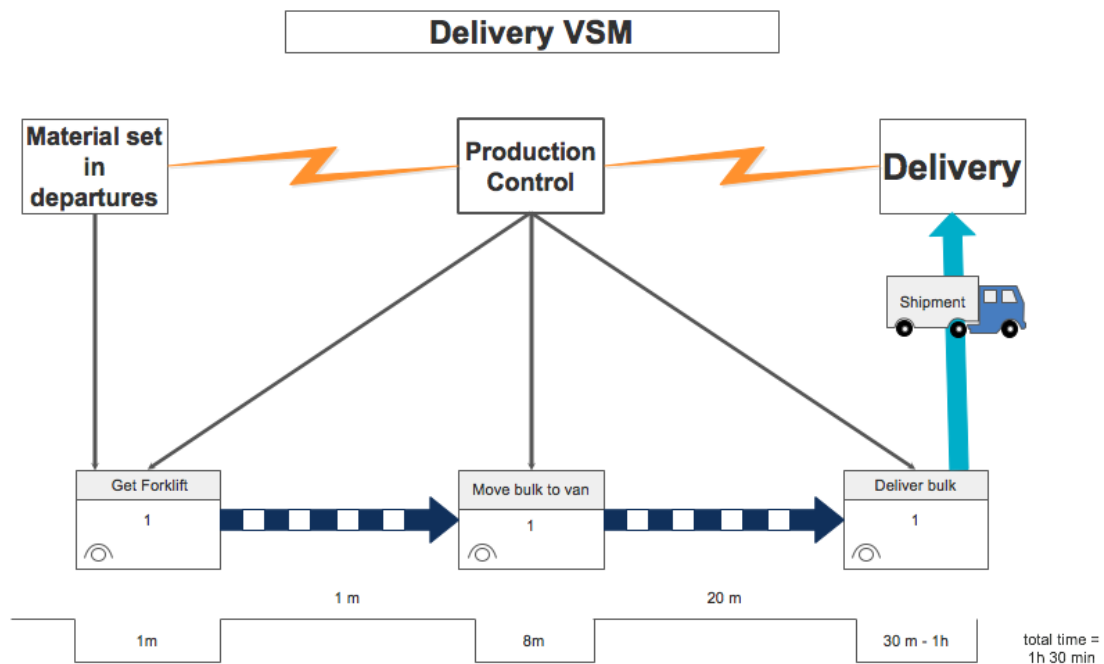 Delivery VSM
Material set
in
departures
Production
Control
Delivery
Shipment
Get Forklift
1
Move bulk to van
1
Deliver bulk
1
1 m
20 m
1m
8m
30 m - 1h
total time =
1h 30 min